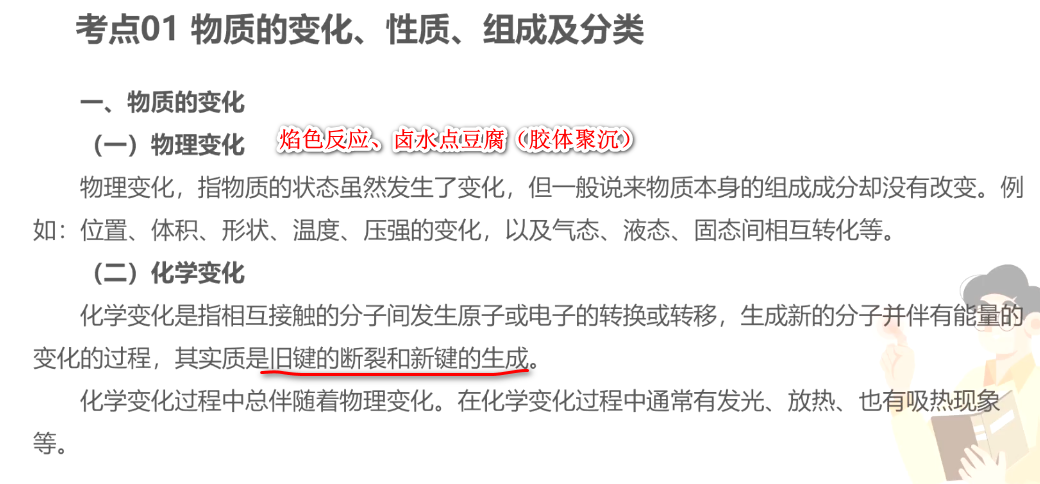 考点01 物质的变化、性质、组成及分类
一、物质的变化
（一）物理变化 焰色反应、卤水点豆腐（胶体聚沉）
物理变化，指物质的状态虽然发生了变化，但一般说来物质本身的组成成分却没有改变。例
如：位置、体积、形状、温度、压强的变化，以及气态、液态、固态间相互转化等。
（二）化学变化
化学变化是指相互接触的分子间发生原子或电子的转换或转移，生成新的分子并伴有能量的
变化的过程，其实质是旧键的断裂和新键的生成。
化学变化过程中总伴随着物理变化。在化学变化过程中通常有发光、放热、也有吸热现象
等。